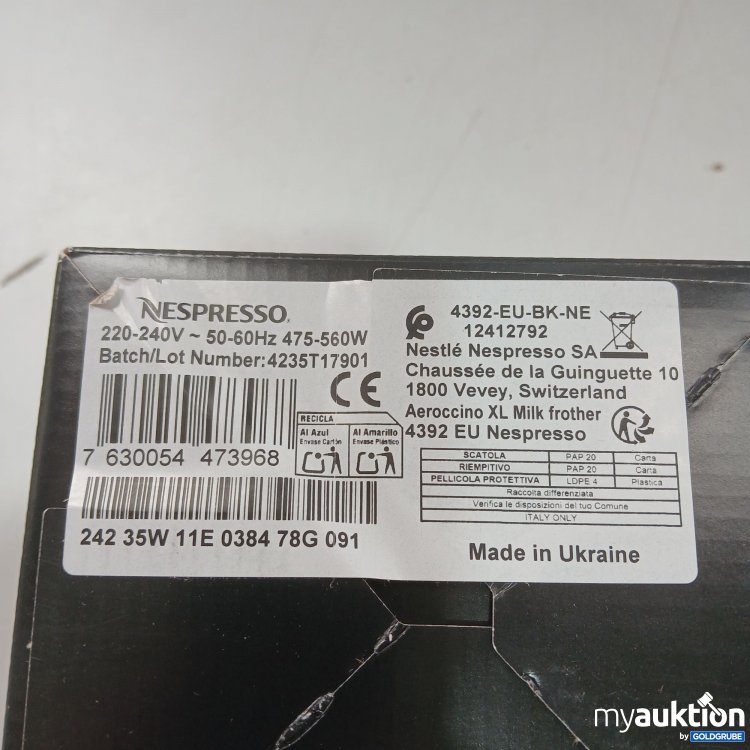 NESPRESSO
220-240V ~ 50-60Hz 475-560W
Batch/Lot Number:4235T17901
CE
RECICLA
Al Azul
Envase Cartón
Al Amarillo
Envase Plástico
7 630054 473968
242 35W 11E 0384 78G 091
4392-EU-BK-NE
12412792
Nestlé Nespresso SA
Chaussée de la Guinguette 10
1800 Vevey, Switzerland
Aeroccino XL Milk frother
4392 EU Nespresso
SCATOLA PAP 20 Carta
RIEMPITIVO PAP 20 Carta
PELLICOLA PROTETTIVA LDPE 4 Plastica
Raccolta differenziata
Verifica le disposizioni del tuo Comune
ITALY ONLY
Made in Ukraine
myauktion
by GOLDGRUBE